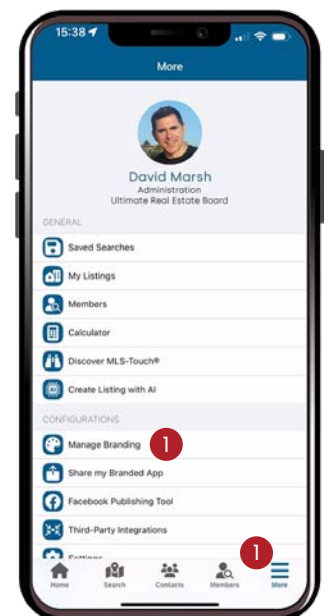 15:38
More
David Marsh
Administration
Ultimate Real Estate Board
GENERAL
Saved Searches
My Listings
Members
Calculator
Discover MLS-Touch®
AI
Create Listing with AI
CONFIGURATIONS
Manage Branding 1
Share my Branded App
Facebook Publishing Tool
Third-Party Integrations
Settings
1
Home Search Contacts Members More